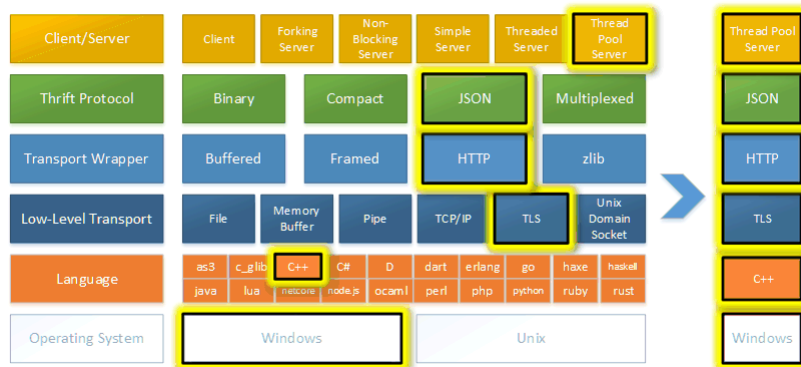 Client/Server
Client
Forking
Server
Non-
Blocking
Server
Simple
Server
Threaded
Server
Thread
Pool
Server
Thread Pool
Server
Thrift Protocol
Binary
Compact
JSON
Multiplexed
JSON
Transport Wrapper
Buffered
Framed
HTTP
zlib
HTTP
Low-Level Transport
File
Memory
Buffer
Pipe
TCP/IP
TLS
Unix
Domain
Socket
TLS
Language
as3 c_glib C++ C# D dart erlang go haxe haskell
java lua netcore node.js ocaml perl php python ruby rust
C++
Operating System
Windows
Unix
Windows